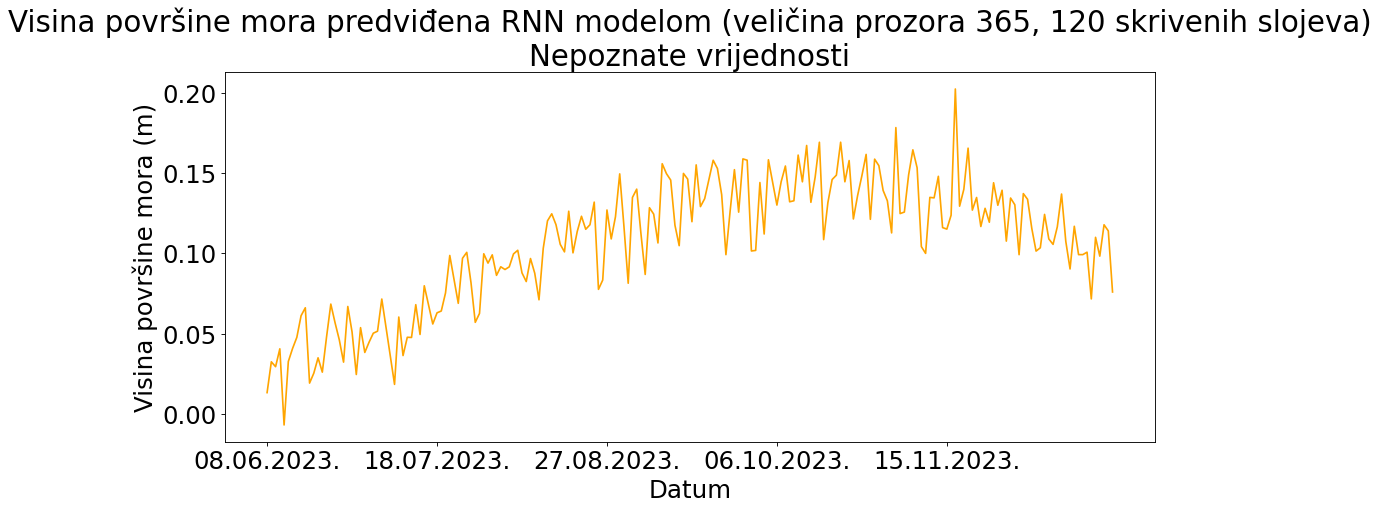 Visina površine mora predviđena RNN modelom (veličina prozora 365, 120 skrivenih slojeva)
Nepoznate vrijednosti
Visina površine mora (m)
0.20
0.15
0.10
0.05
0.00
08.06.2023. 18.07.2023. 27.08.2023. 06.10.2023. 15.11.2023.
Datum